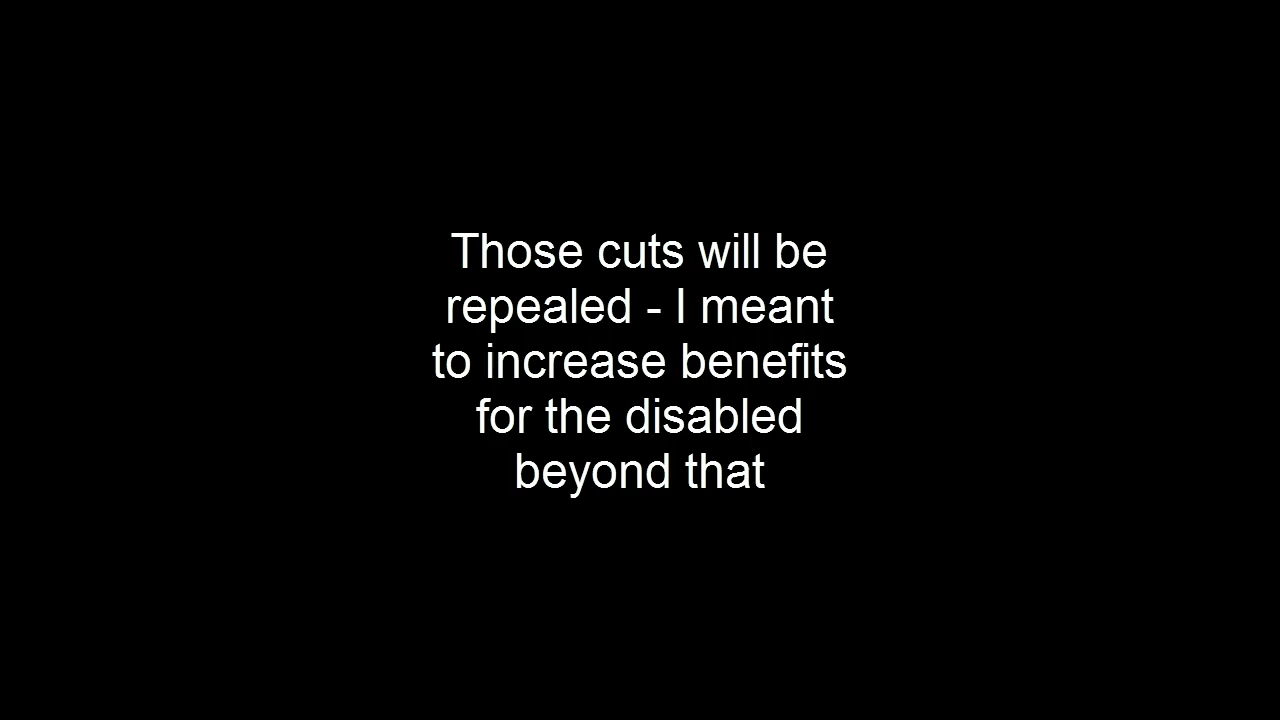 Those cuts will be
repealed - I meant
to increase benefits
for the disabled
beyond that